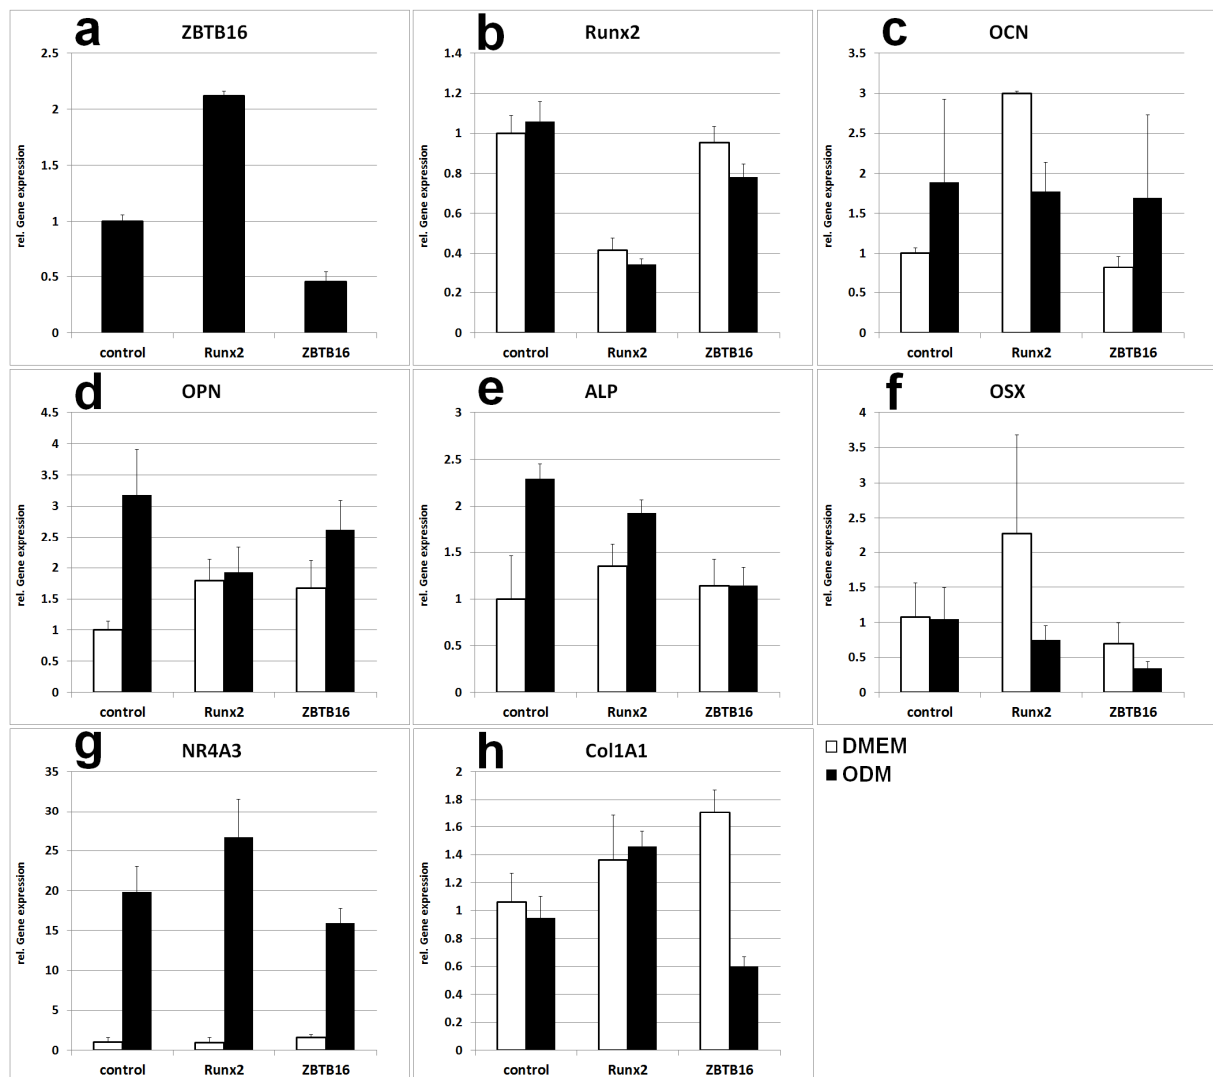 a ZBTB16
rel. Gene expression
2.5
2
1.5
1
0.5
0
control Runx2 ZBTB16
b Runx2
rel. Gene expression
1.4
1.2
1
0.8
0.6
0.4
0.2
0
control Runx2 ZBTB16
c OCN
rel. Gene expression
3.5
3
2.5
2
1.5
1
0.5
0
control Runx2 ZBTB16
d OPN
rel. Gene expression
4.5
4
3.5
3
2.5
2
1.5
1
0.5
0
control Runx2 ZBTB16
e ALP
rel. Gene expression
3
2.5
2
1.5
1
0.5
0
control Runx2 ZBTB16
f OSX
rel. Gene expression
4
3.5
3
2.5
2
1.5
1
0.5
0
control Runx2 ZBTB16
g NR4A3
rel. Gene expression
35
30
25
20
15
10
5
0
control Runx2 ZBTB16
h Col1A1
rel. Gene expression
2
1.8
1.6
1.4
1.2
1
0.8
0.6
0.4
0.2
0
control Runx2 ZBTB16
DMEM
ODM